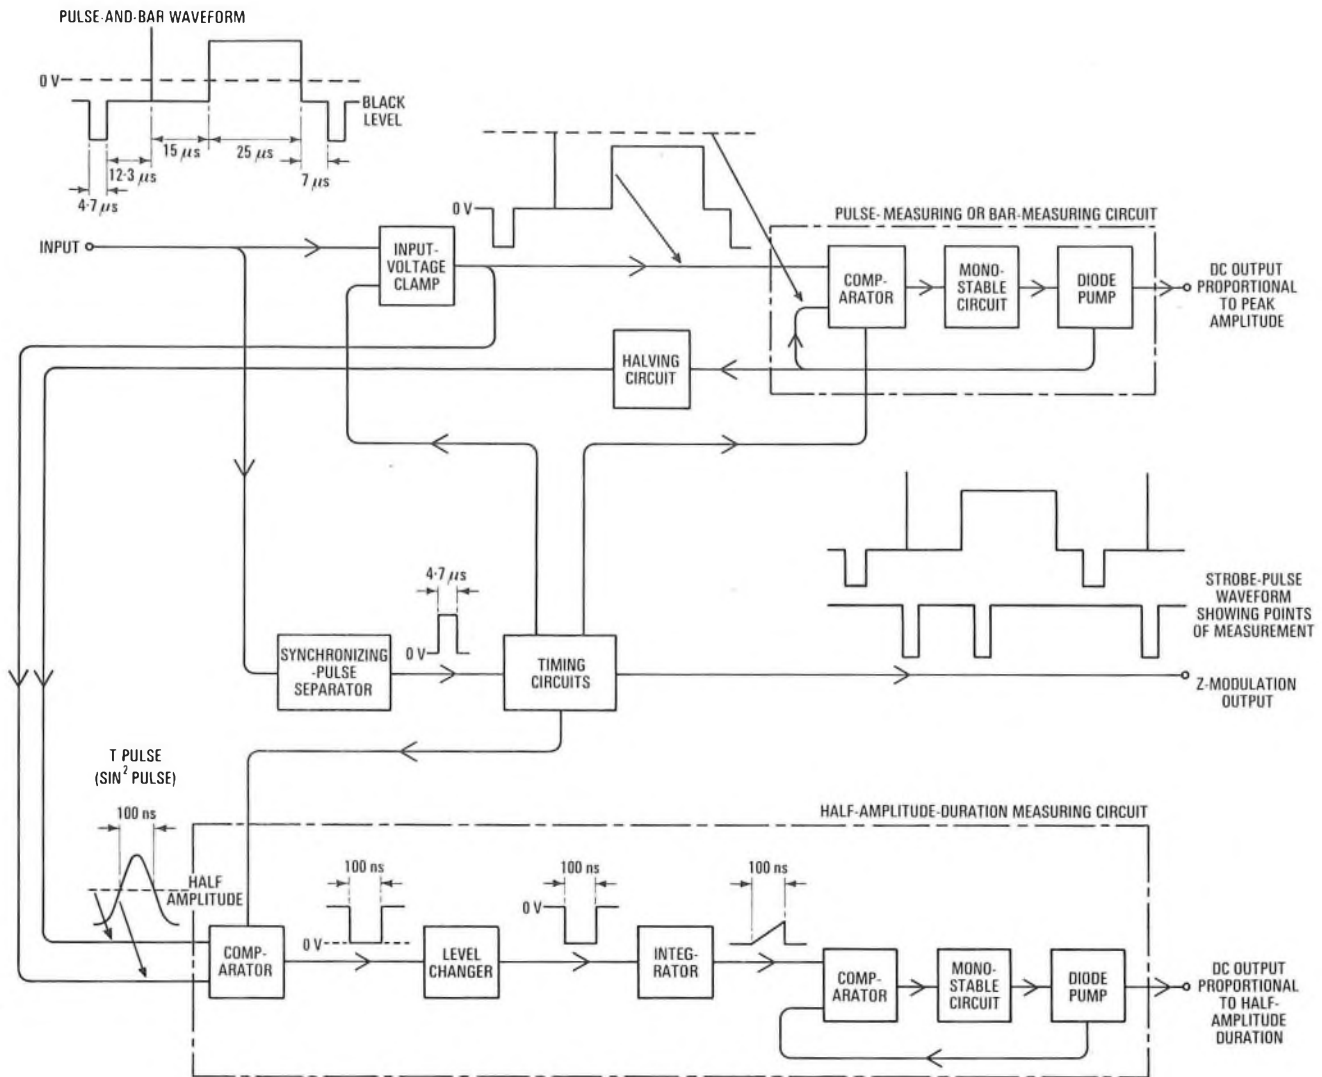 PULSE-AND-BAR WAVEFORM
0 V
BLACK
LEVEL
15 μs
25 μs
12·3 μs
7 μs
4·7 μs
0 V
PULSE- MEASURING OR BAR-MEASURING CIRCUIT
INPUT
INPUT-
VOLTAGE
CLAMP
COMP-
ARATOR
MONO-
STABLE
CIRCUIT
DIODE
PUMP
DC OUTPUT
PROPORTIONAL
TO PEAK
AMPLITUDE
HALVING
CIRCUIT
4·7 μs
0 V
SYNCHRONIZING
-PULSE
SEPARATOR
TIMING
CIRCUITS
STROBE-PULSE
WAVEFORM
SHOWING POINTS
OF MEASUREMENT
Z-MODULATION
OUTPUT
T PULSE
(SIN² PULSE)
100 ns
HALF
AMPLITUDE
HALF-AMPLITUDE-DURATION MEASURING CIRCUIT
100 ns
0 V
100 ns
0 V
100 ns
COMP-
ARATOR
LEVEL
CHANGER
INTEG-
RATOR
COMP-
ARATOR
MONO-
STABLE
CIRCUIT
DIODE
PUMP
DC OUTPUT
PROPORTIONAL
TO HALF-
AMPLITUDE
DURATION